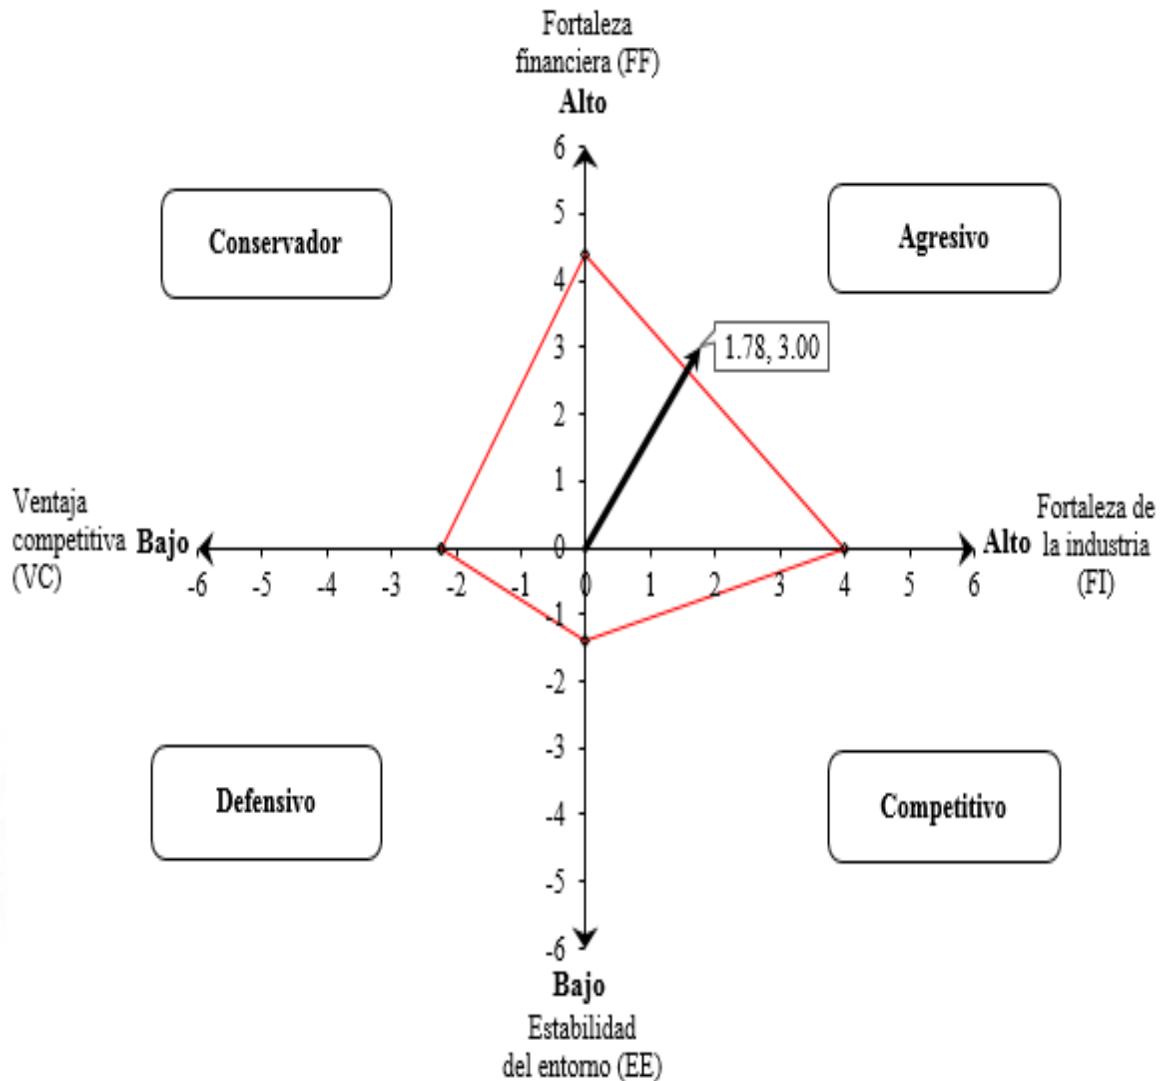 Fortaleza
financiera (FF)
Alto
6
5
4
3
2
1
0
-1
-2
-3
-4
-5
-6
Conservador
Agresivo
1.78, 3.00
Ventaja
competitiva
(VC)
Bajo
-6 -5 -4 -3 -2 -1 0 1 2 3 4 5 6
Alto
Fortaleza de
la industria
(FI)
Defensivo
Competitivo
Bajo
Estabilidad
del entorno (EE)